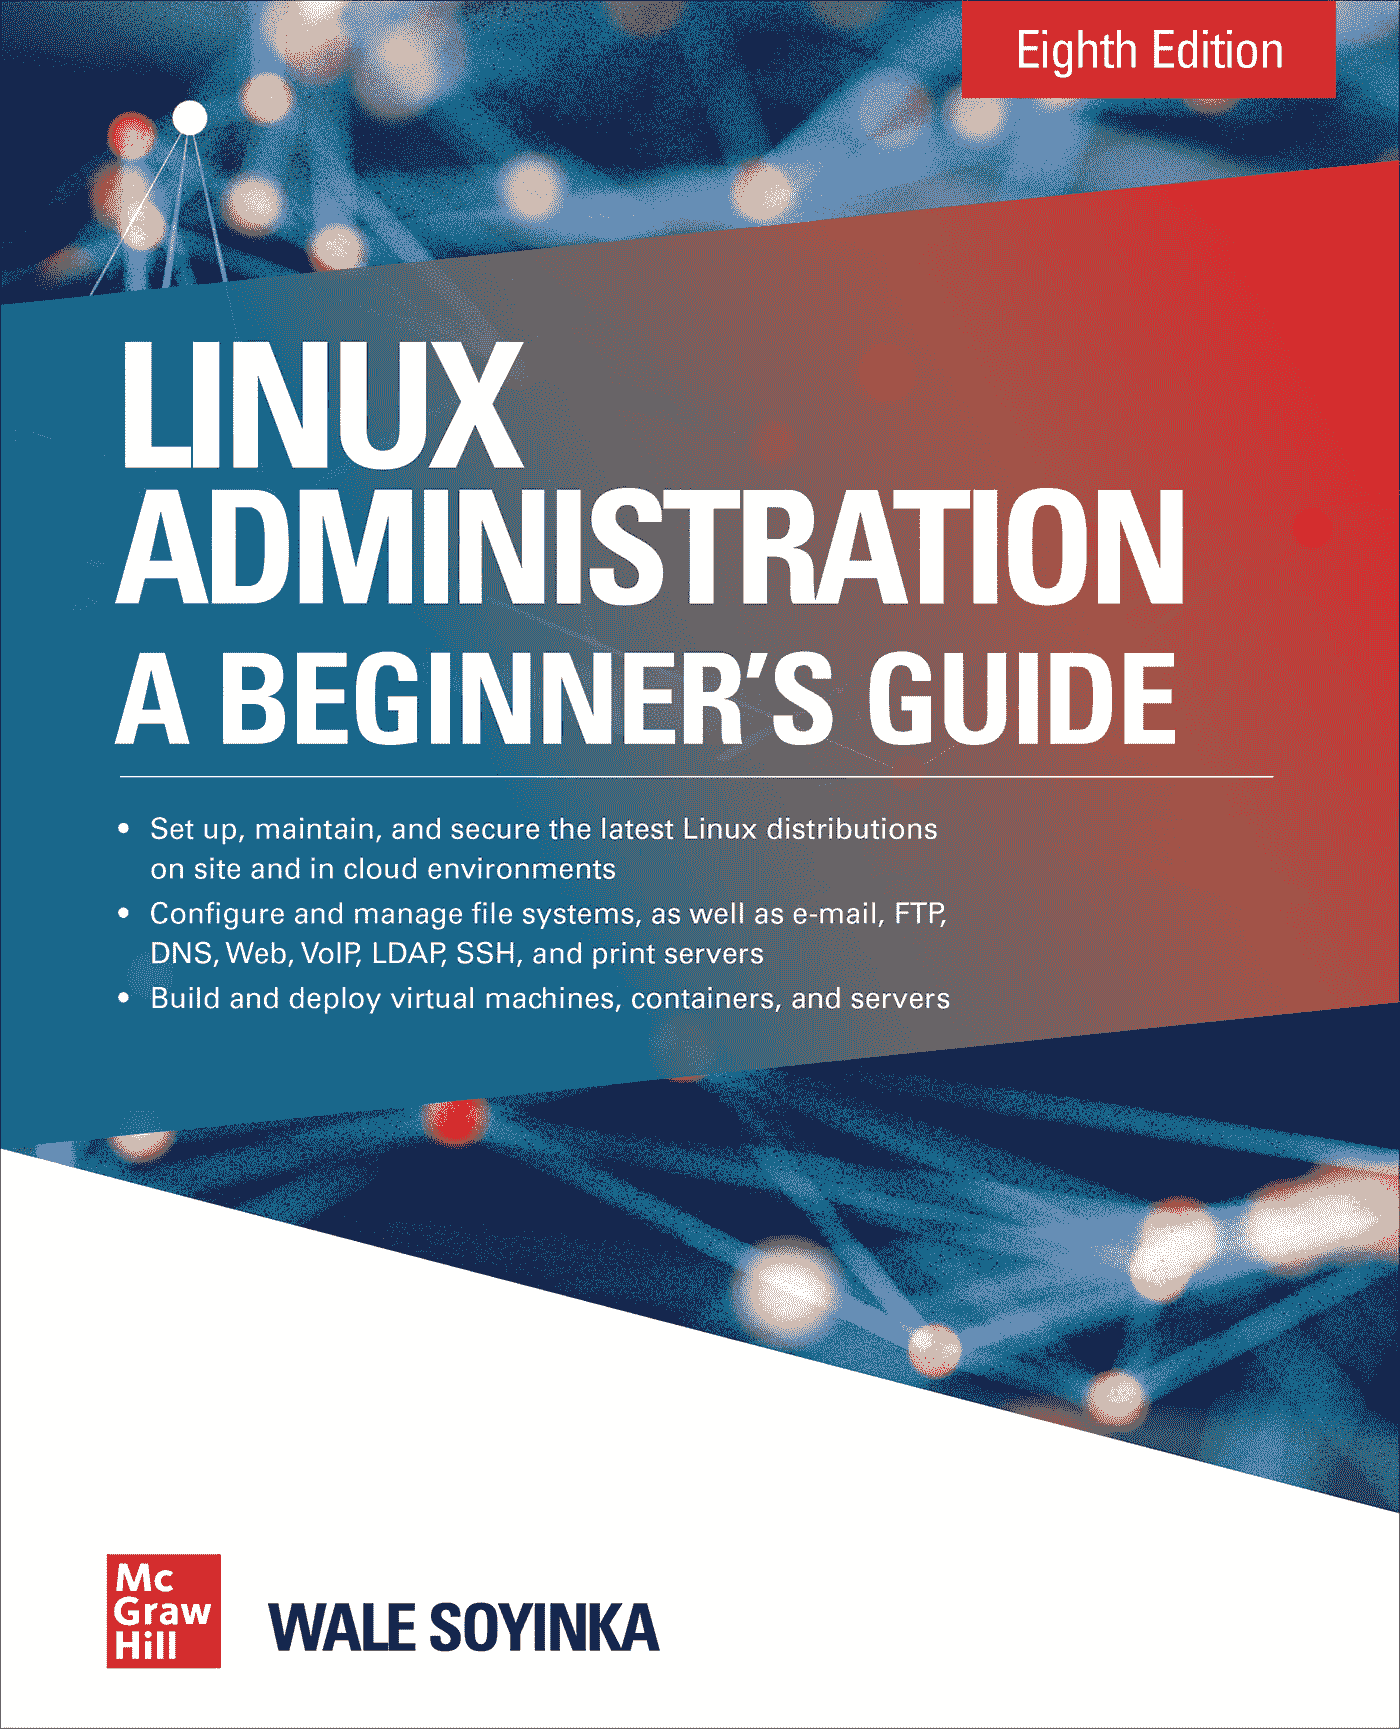 Eighth Edition
LINUX
ADMINISTRATION
A BEGINNER’S GUIDE
• Set up, maintain, and secure the latest Linux distributions
on site and in cloud environments
• Configure and manage file systems, as well as e-mail, FTP,
DNS, Web, VoIP, LDAP, SSH, and print servers
• Build and deploy virtual machines, containers, and servers
Mc
Graw
Hill
WALE SOYINKA